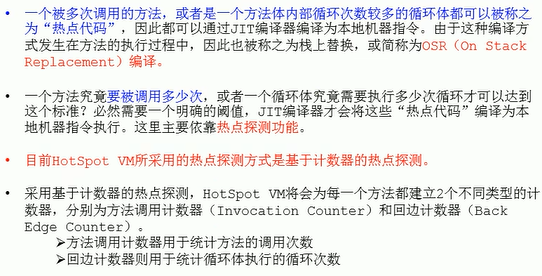 • 一个被多次调用的方法，或者是一个方法体内部循环次数较多的循环体都可以被称之
为“热点代码”，因此都可以通过JIT编译器编译为本地机器指令。由于这种编译方
式发生在方法的执行过程中，因此也被称之为栈上替换，或简称为OSR（On Stack
Replacement）编译。
• 一个方法究竟要被调用多少次，或者一个循环体究竟需要执行多少次循环才可以达到
这个标准？必然需要一个明确的阈值，JIT编译器才会将这些“热点代码”编译为本
地机器指令执行。这里主要依靠热点探测功能。
• 目前HotSpot VM所采用的热点探测方式是基于计数器的热点探测。
• 采用基于计数器的热点探测，HotSpot VM将会为每一个方法都建立2个不同类型的计
数器，分别为方法调用计数器（Invocation Counter）和回边计数器（Back
Edge Counter）。
➢方法调用计数器用于统计方法的调用次数
➢回边计数器则用于统计循环体执行的循环次数